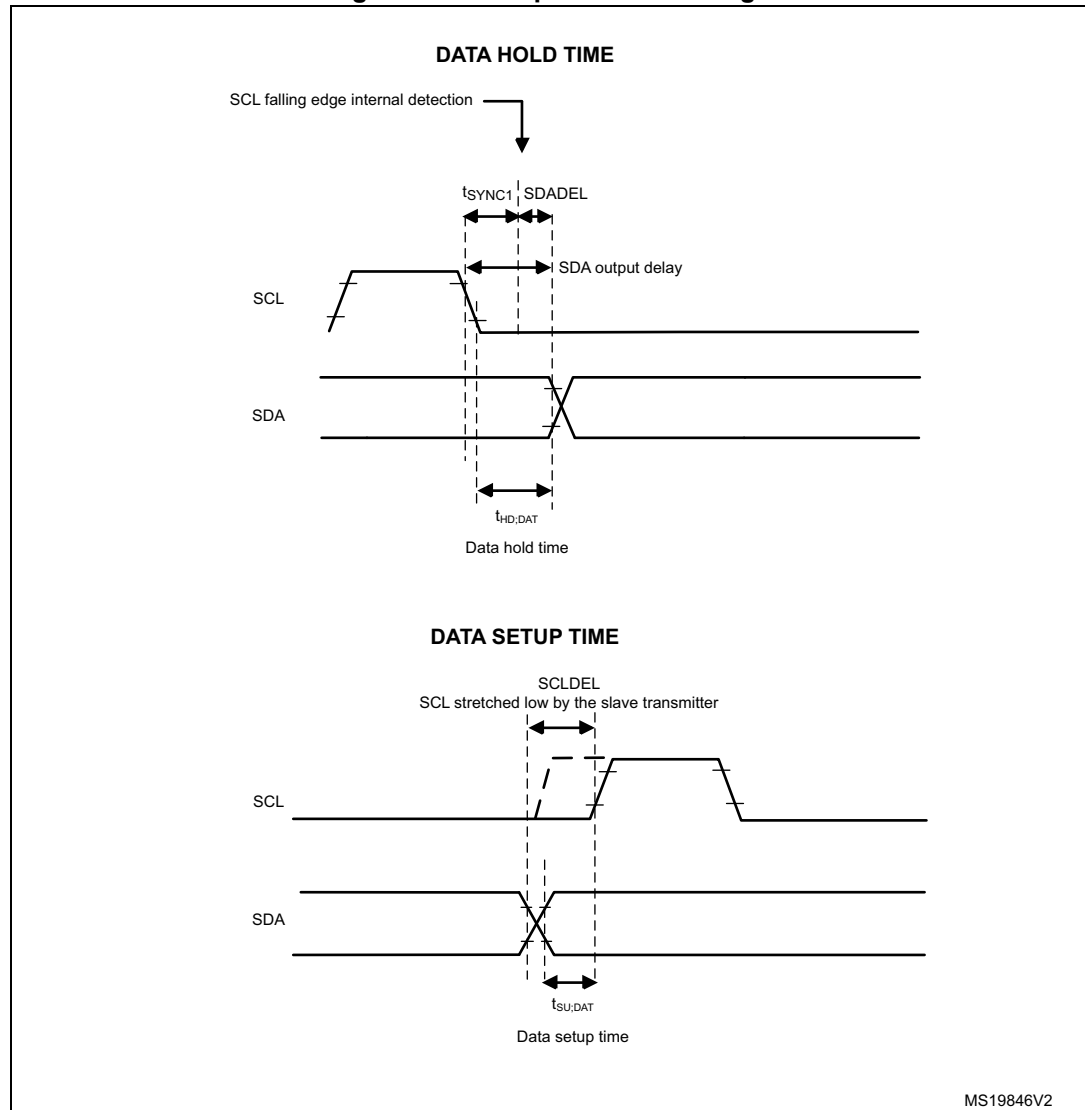 DATA HOLD TIME
SCL falling edge internal detection
tSYNC1 SDADEL
SDA output delay
SCL
SDA
tHD;DAT
Data hold time
DATA SETUP TIME
SCLDEL
SCL stretched low by the slave transmitter
SCL
SDA
tSU;DAT
Data setup time
MS19846V2